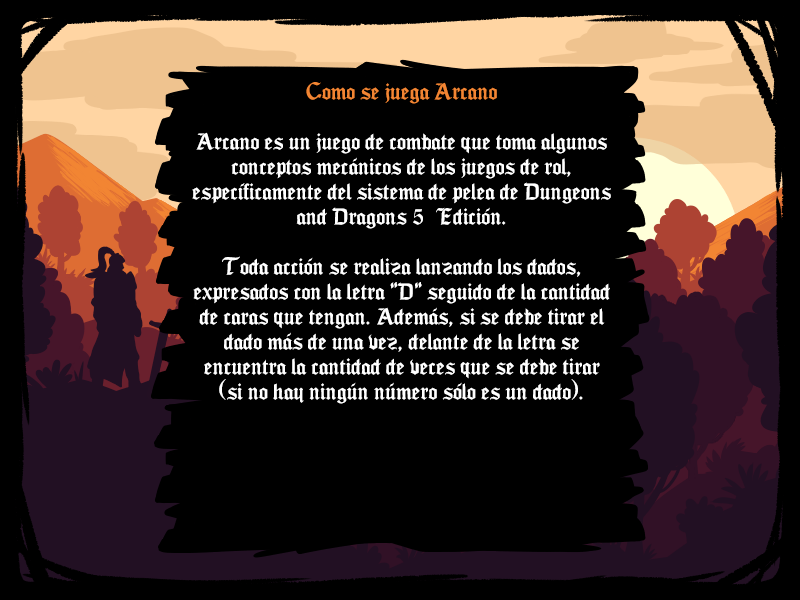 Como se juega Arcano
Arcano es un juego de combate que toma algunos
conceptos mecánicos de los juegos de rol,
específicamente del sistema de pelea de Dungeons
and Dragons 5 Edición.
Toda acción se realiza lanzando los dados,
expresados con la letra "D" seguido de la cantidad
de caras que tengan. Además, si se debe tirar el
dado más de una vez, delante de la letra se
encuentra la cantidad de veces que se debe tirar
(si no hay ningún número sólo es un dado).